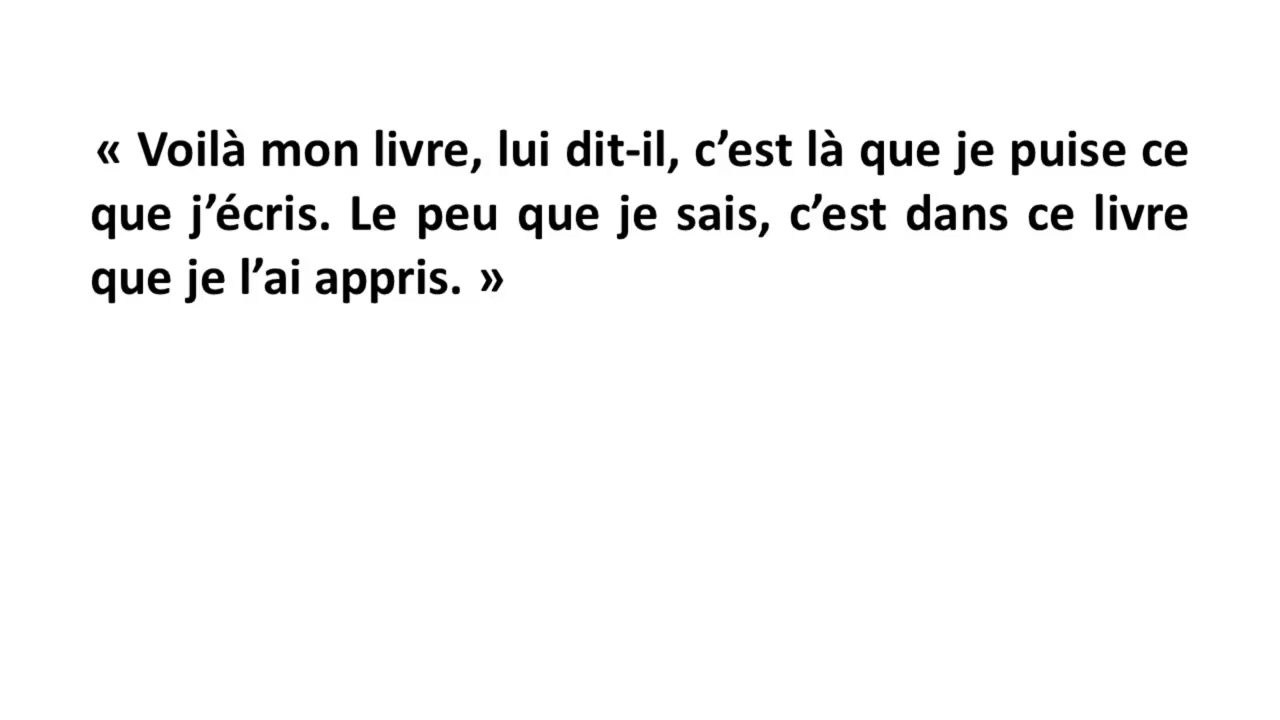 « Voilà mon livre, lui dit-il, c’est là que je puise ce
que j’écris. Le peu que je sais, c’est dans ce livre
que je l’ai appris. »